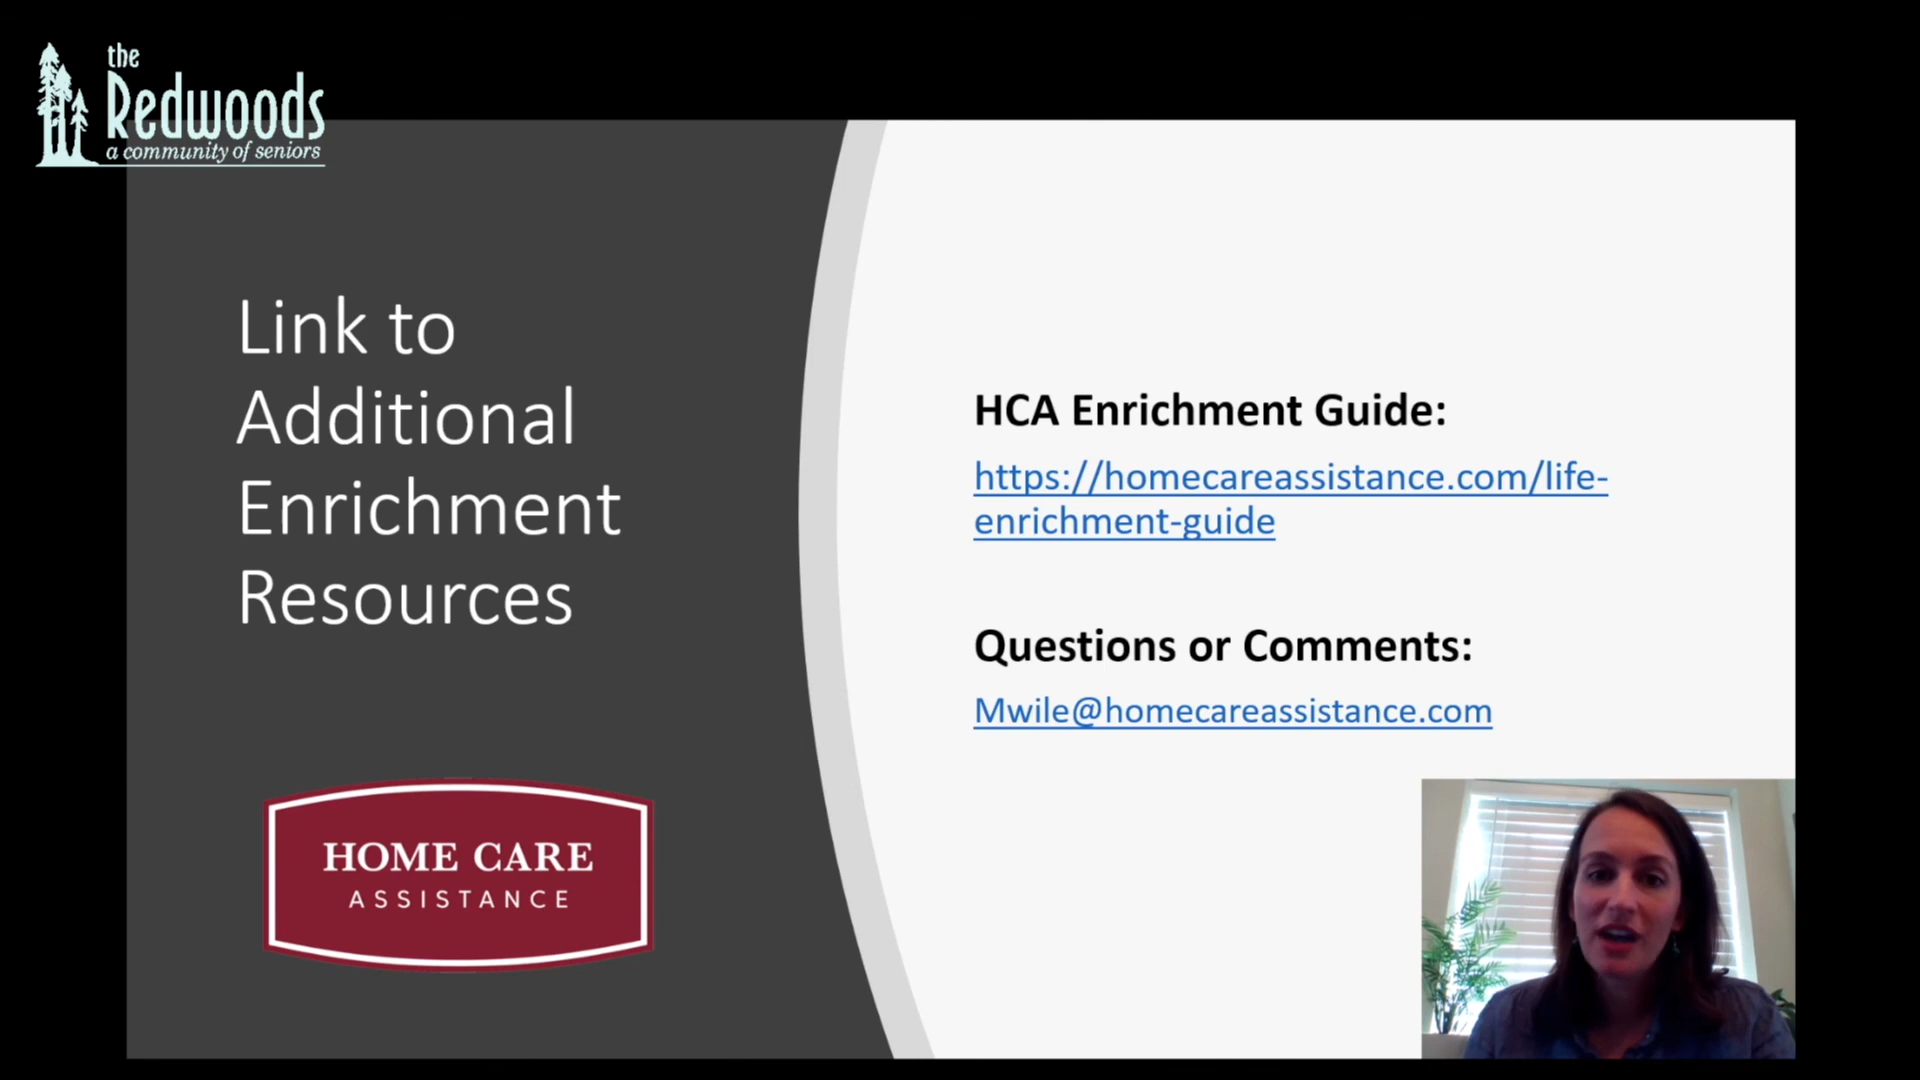 the
Redwoods
a community of seniors
Link to
Additional
Enrichment
Resources
HOME CARE
ASSISTANCE
HCA Enrichment Guide:
https://homecareassistance.com/life-
enrichment-guide
Questions or Comments:
Mwile@homecareassistance.com